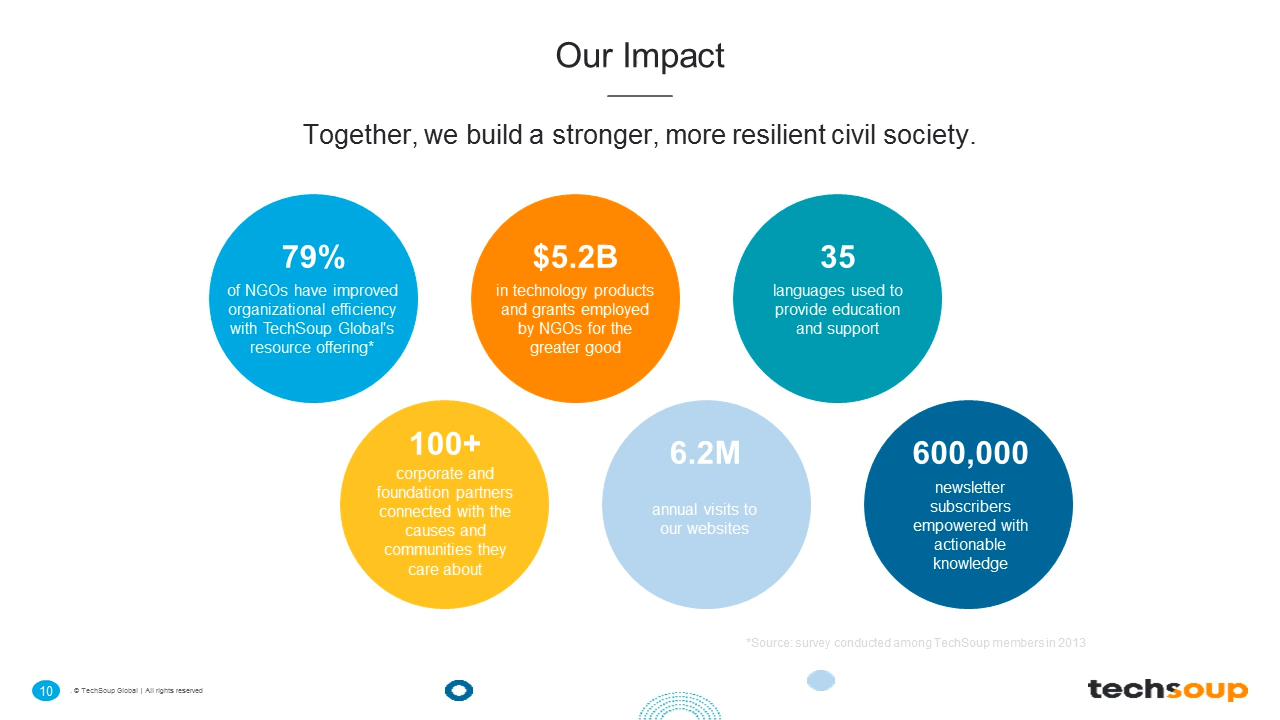 Our Impact
Together, we build a stronger, more resilient civil society.
79%
of NGOs have improved
organizational efficiency
with TechSoup Global's
resource offering*
$5.2B
in technology products
and grants employed
by NGOs for the
greater good
35
languages used to
provide education
and support
100+
corporate and
foundation partners
connected with the
causes and
communities they
care about
6.2M
annual visits to
our websites
600,000
newsletter
subscribers
empowered with
actionable
knowledge
*Source: survey conducted among TechSoup members in 2013
10
. © TechSoup Global | All rights reserved
techsoup